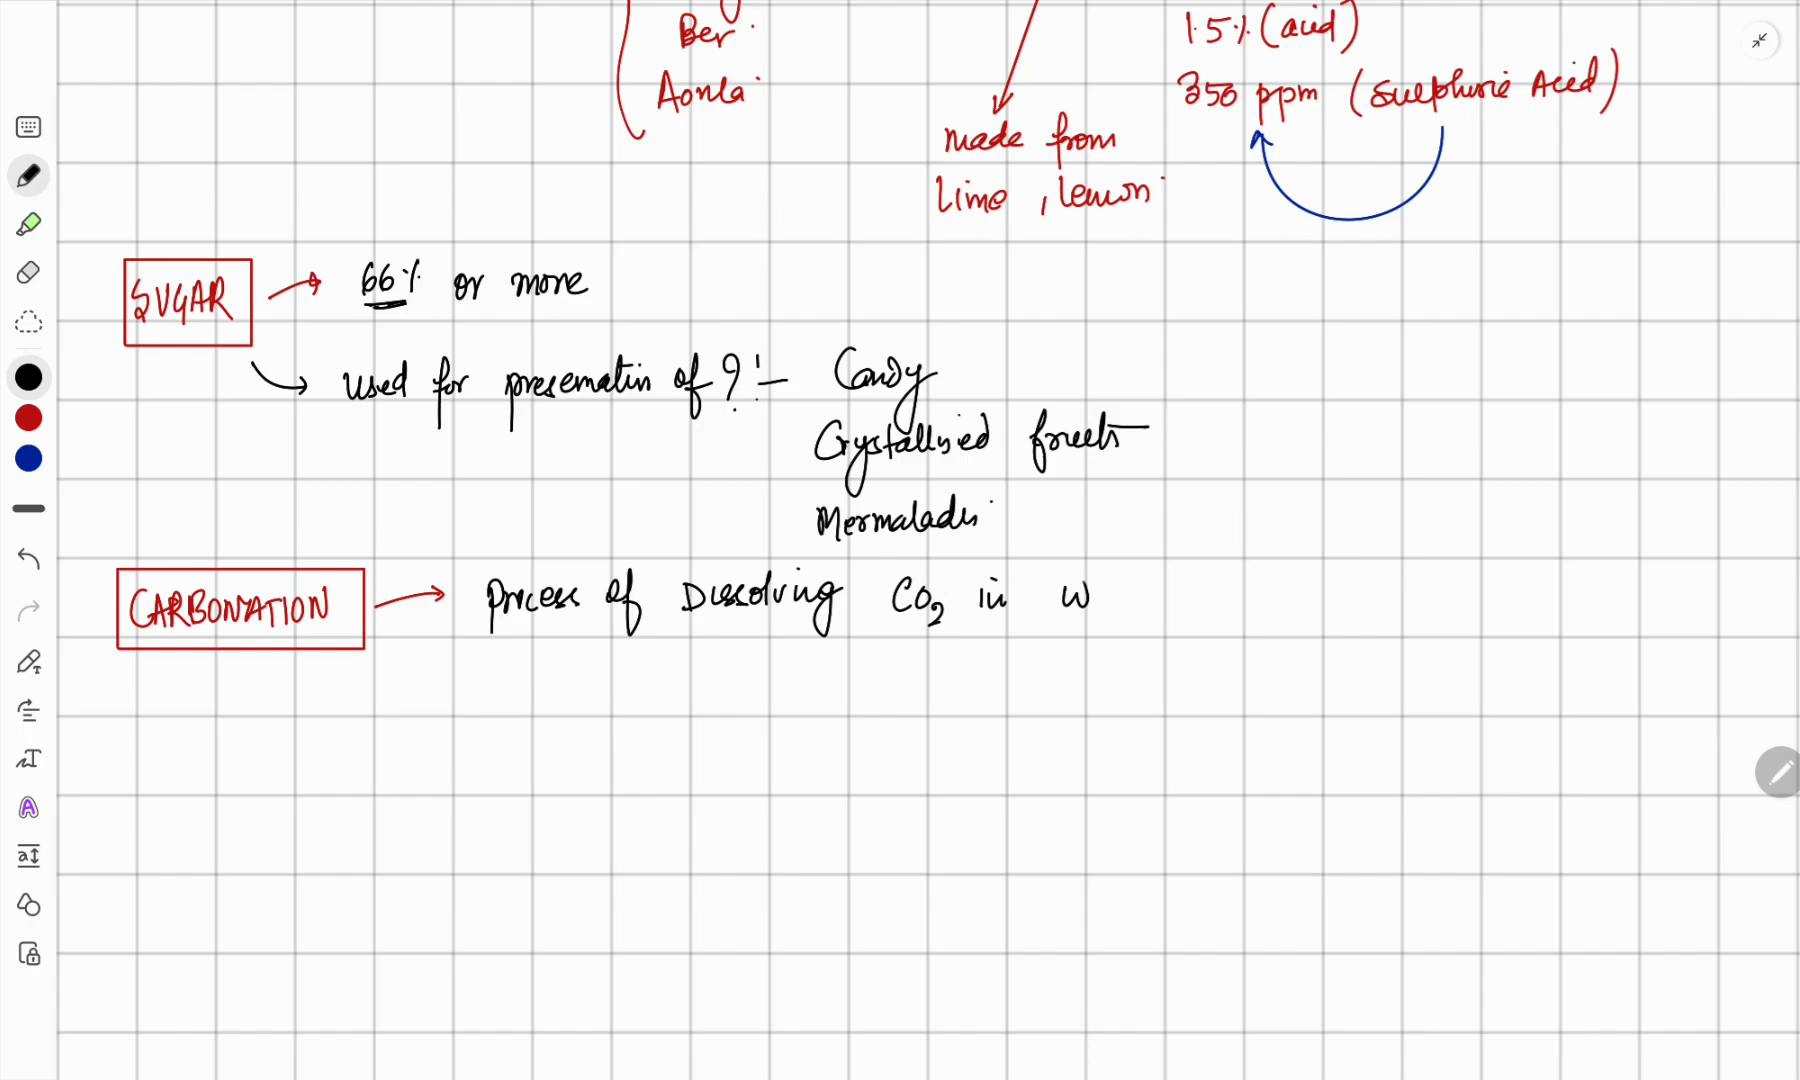 Ber
Aonla
1.5% (acid)
350 ppm (Sulphuric Acid)
made from
Lime, lemon
SUGAR → 66% or more
used for preservation of? :- Candy
Crystallised fruits
Mermalades
CARBONATION → Process of Dissolving CO2 in w